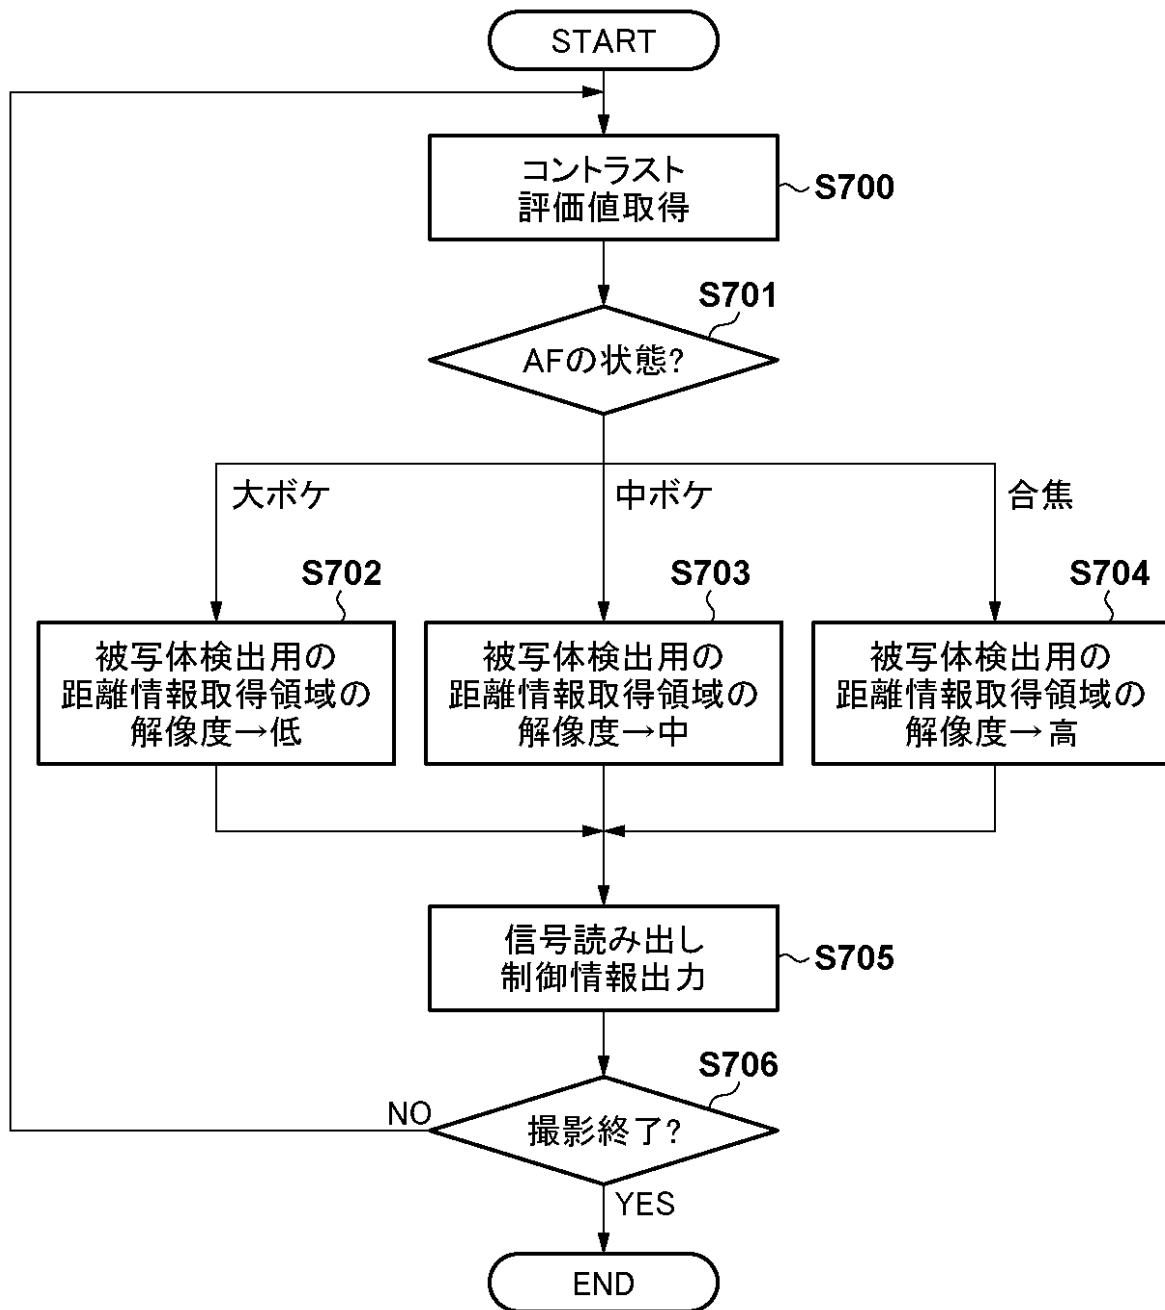 START
コントラスト
評価値取得
S700
S701
AFの状態?
大ボケ
中ボケ
合焦
S702
S703
S704
被写体検出用の
距離情報取得領域の
解像度→低
被写体検出用の
距離情報取得領域の
解像度→中
被写体検出用の
距離情報取得領域の
解像度→高
信号読み出し
制御情報出力
S705
S706
撮影終了?
NO
YES
END